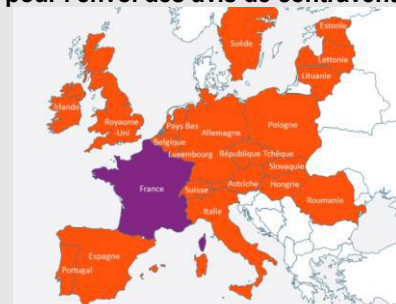 pour l'envoi des avis de contravent
Suède
Estonie
Lettonie
Lituanie
Irlande
Royaume
-Uni
Pays Bas
Belgique
Luxembourg
Allemagne
Pologne
République Tchèque
Slovaquie
France
Suisse
Autriche
Hongrie
Roumanie
Italie
Espagne
Portugal